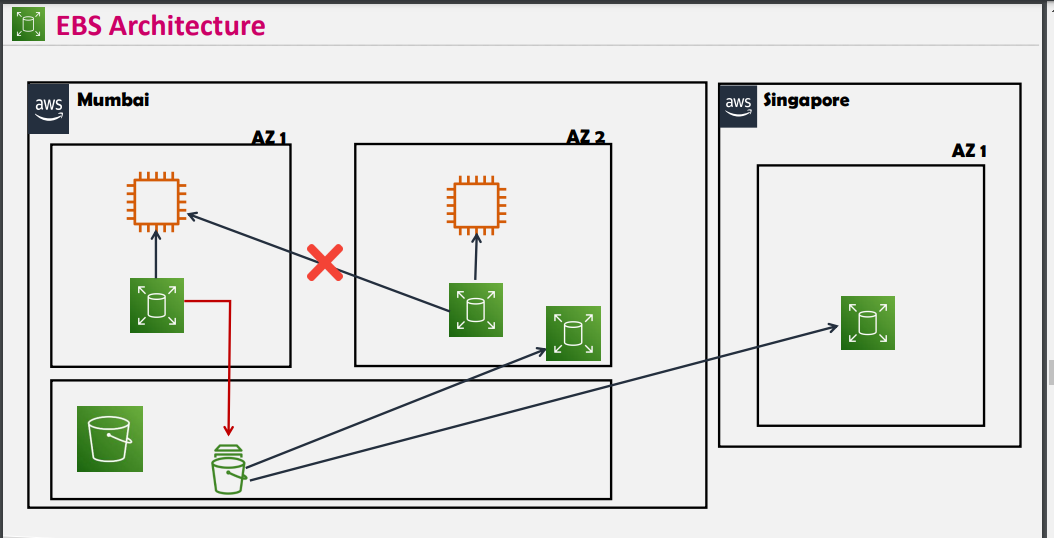 EBS Architecture
aws
Mumbai
AZ 1
AZ 2
aws
Singapore
AZ 1